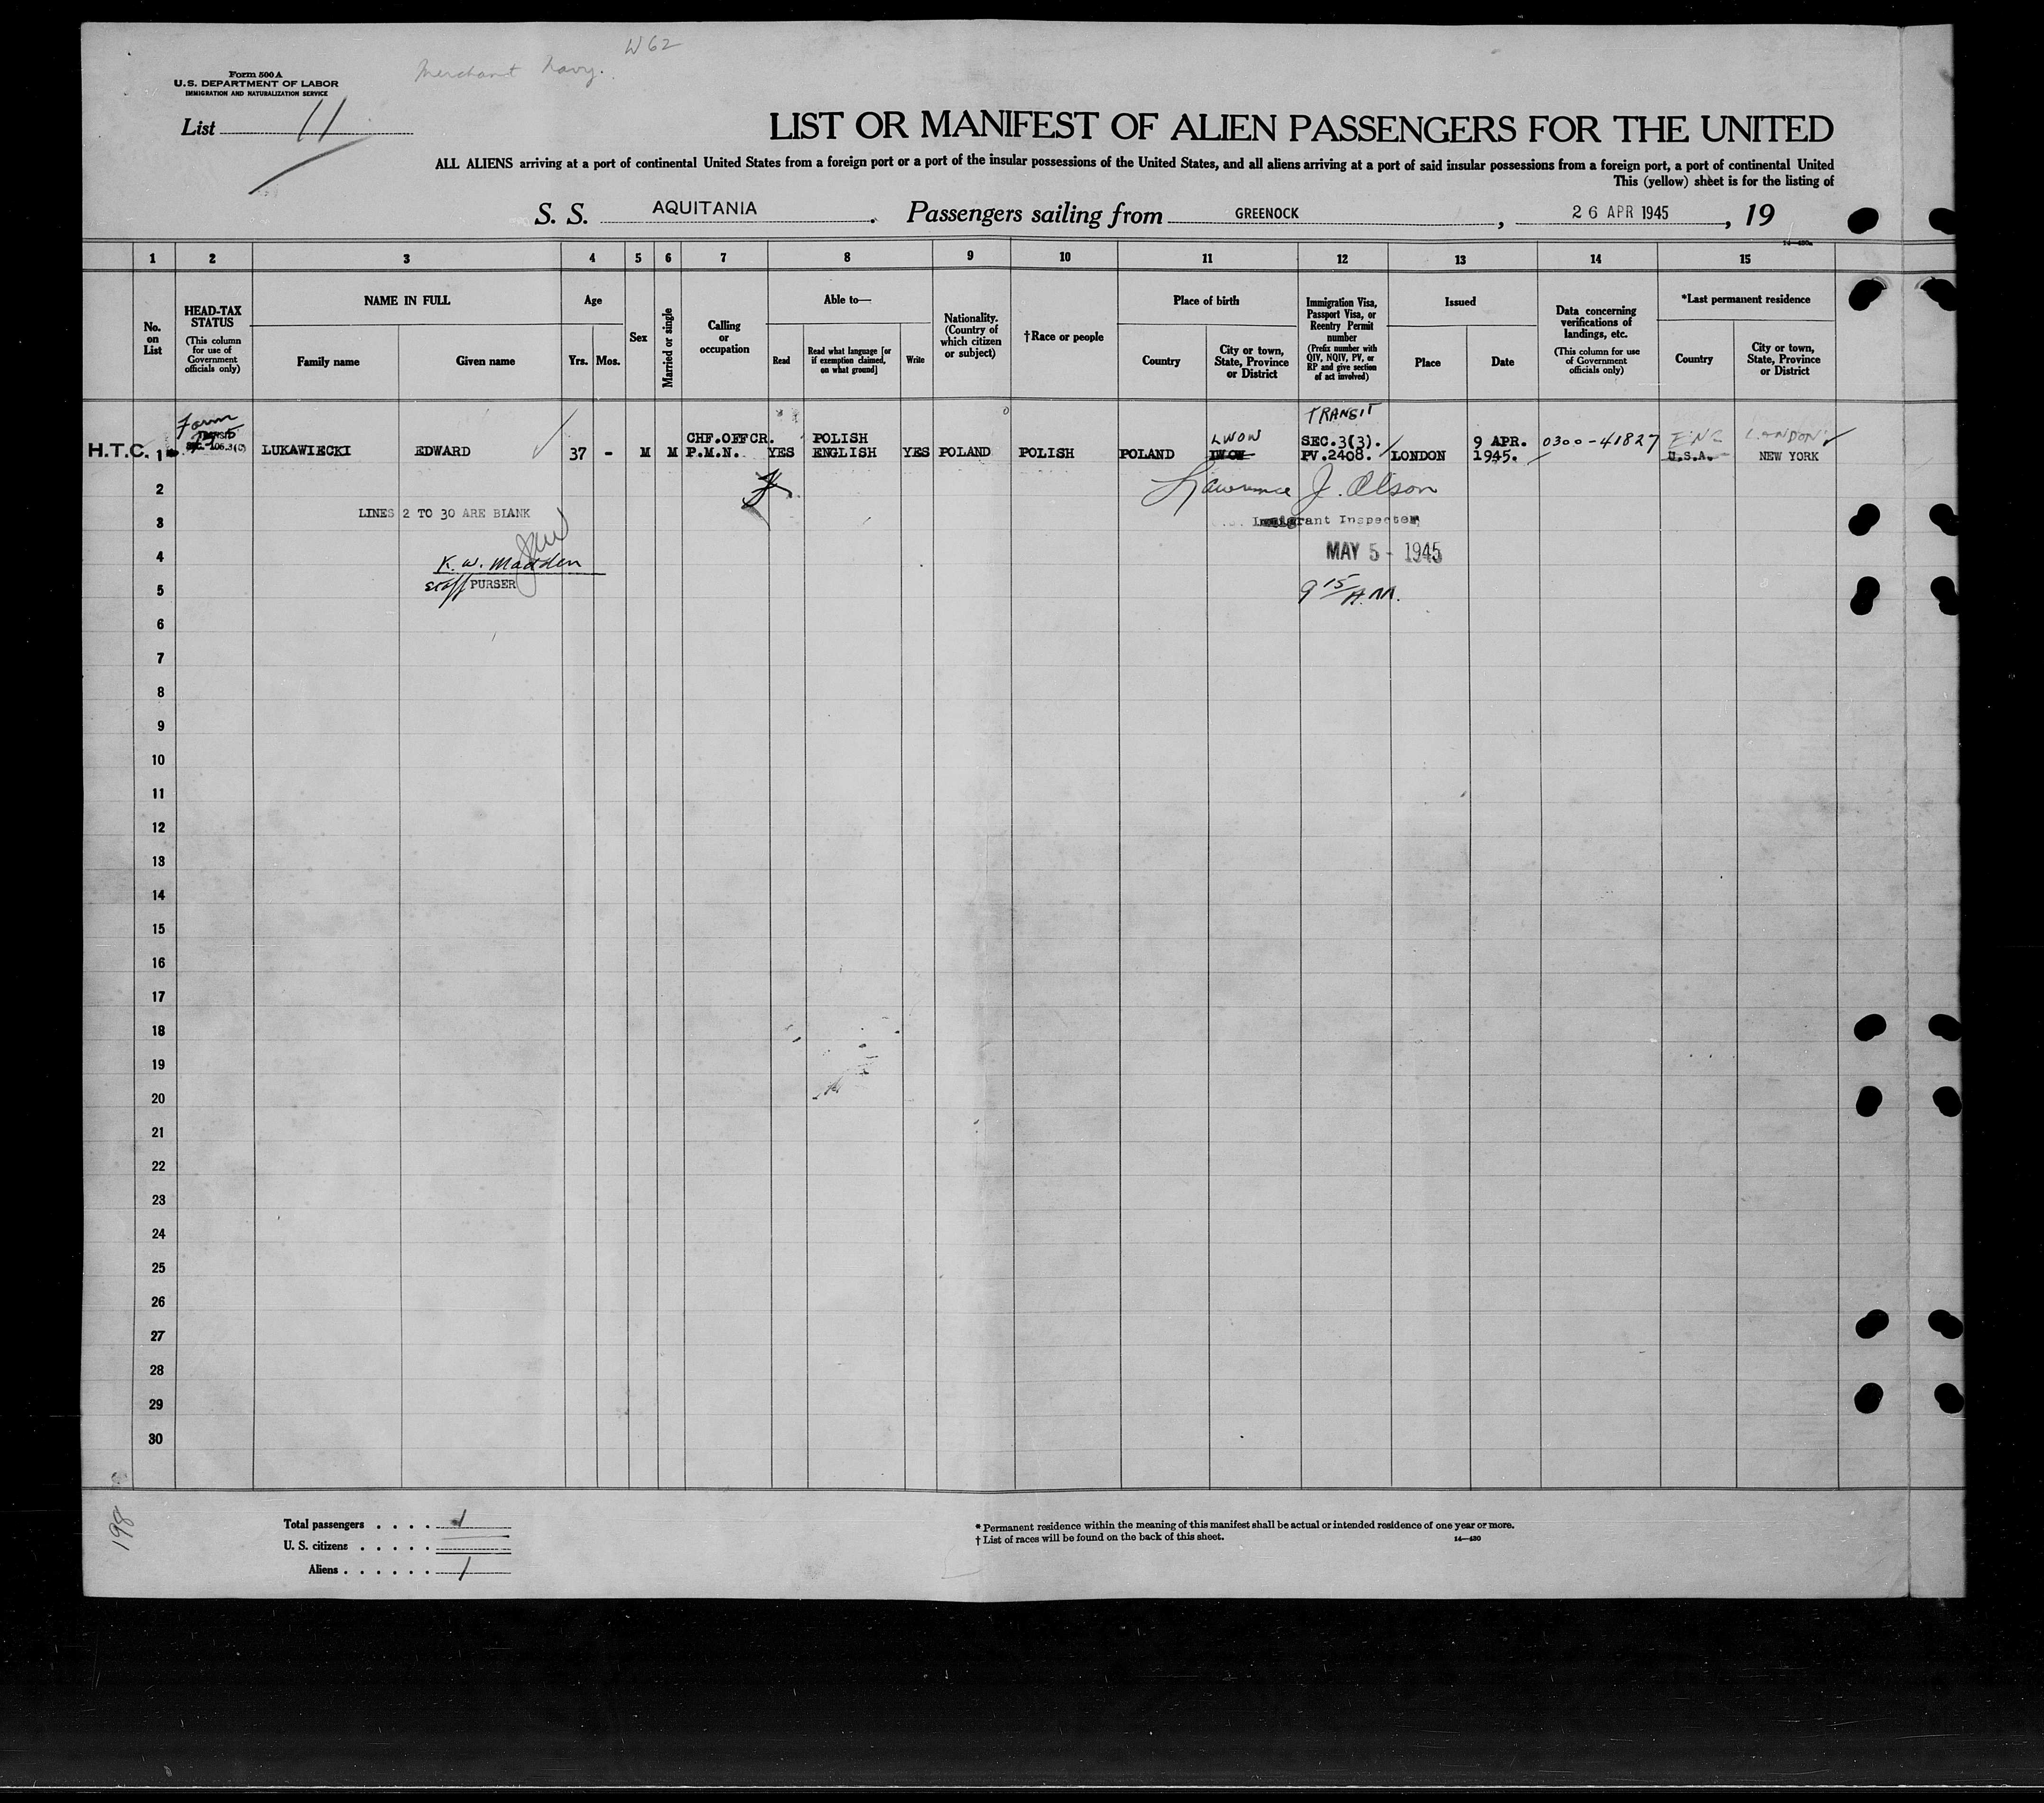 W62
Merchant Navy.
Form 500 A
U. S. DEPARTMENT OF LABOR
IMMIGRATION AND NATURALIZATION SERVICE
List 11
LIST OR MANIFEST OF ALIEN PASSENGERS FOR THE UNITED
ALL ALIENS arriving at a port of continental United States from a foreign port or a port of the insular possessions of the United States, and all aliens arriving at a port of said insular possessions from a foreign port, a port of continental United
This (yellow) sheet is for the listing of
S. S. AQUITANIA. Passengers sailing from GREENOCK, 26 APR 1945, 19
1 2 3 4 5 6 7 8 9 10 11 12 13 14 15
No. on List
HEAD-TAX STATUS
(This column for use of Government officials only)
NAME IN FULL
Family name
Given name
Age
Yrs. Mos.
Sex
Married or single
Calling or occupation
Able to—
Read
Read what language [or if exemption claimed, on what ground]
Write
Nationality. (Country of which citizen or subject)
†Race or people
Place of birth
Country
City or town, State, Province or District
Immigration Visa, Passport Visa, or Reentry Permit number
(Prefix number with QIV, NQIV, PV, or RP and give section of act involved)
Issued
Place
Date
Data concerning verifications of landings, etc.
(This column for use of Government officials only)
*Last permanent residence
Country
City or town, State, Province or District
Form TRANSIT
TRANSIT
CHF.OFFCR. POLISH LWOW SEC.3(3). 9 APR. 0300-41827 ENG LONDON
H.T.C. 1 LUKAWIECKI EDWARD 37 - M M P.M.N. YES ENGLISH YES POLAND POLISH POLAND LWOW PV.2408. LONDON 1945. U.S.A. NEW YORK
2
Lawrence J. Olson
LINES 2 TO 30 ARE BLANK
3
Immigrant Inspector
4
K. W. Madden
MAY 5 - 1945
5
Staff PURSER
9 15 A.M.
6
7
8
9
10
11
12
13
14
15
16
17
18
19
20
21
22
23
24
25
26
27
28
29
30
198
Total passengers . . . . 1
U. S. citizens . . . . .
Aliens . . . . . . 1
* Permanent residence within the meaning of this manifest shall be actual or intended residence of one year or more.
† List of races will be found on the back of this sheet.
14—430